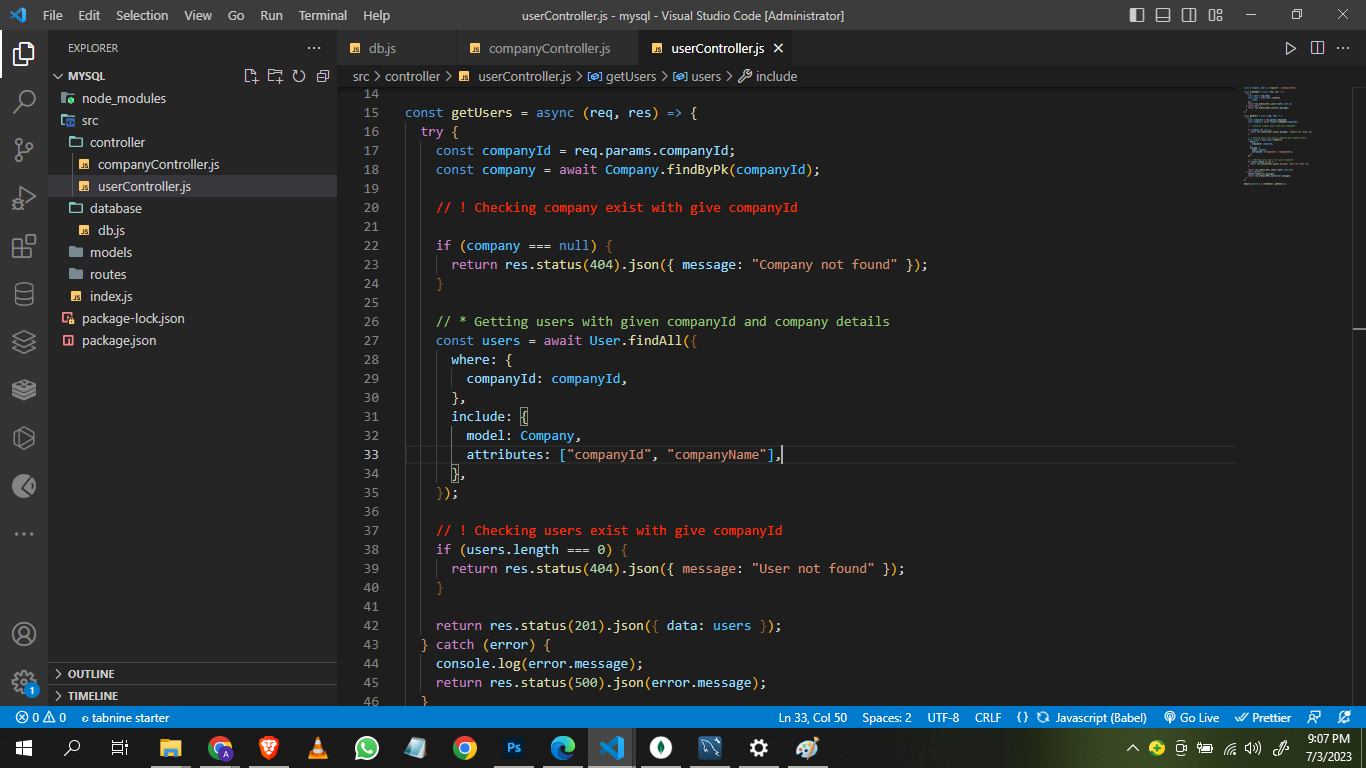 File Edit Selection View Go Run Terminal Help
userController.js - mysql - Visual Studio Code [Administrator]
EXPLORER
MYSQL
node_modules
src
controller
companyController.js
userController.js
database
db.js
models
routes
index.js
package-lock.json
package.json
OUTLINE
TIMELINE
db.js companyController.js userController.js
src > controller > userController.js > getUsers > users > include
14
15 const getUsers = async (req, res) => {
16 try {
17 const companyId = req.params.companyId;
18 const company = await Company.findByPk(companyId);
19
20 // ! Checking company exist with give companyId
21
22 if (company === null) {
23 return res.status(404).json({ message: "Company not found" });
24 }
25
26 // * Getting users with given companyId and company details
27 const users = await User.findAll({
28 where: {
29 companyId: companyId,
30 },
31 include: {
32 model: Company,
33 attributes: ["companyId", "companyName"],
34 },
35 });
36
37 // ! Checking users exist with give companyId
38 if (users.length === 0) {
39 return res.status(404).json({ message: "User not found" });
40 }
41
42 return res.status(201).json({ data: users });
43 } catch (error) {
44 console.log(error.message);
45 return res.status(500).json(error.message);
46 }
1
0 0 tabnine starter
Ln 33, Col 50 Spaces: 2 UTF-8 CRLF {} Javascript (Babel) Go Live Prettier
A
Ps
9:07 PM
7/3/2023